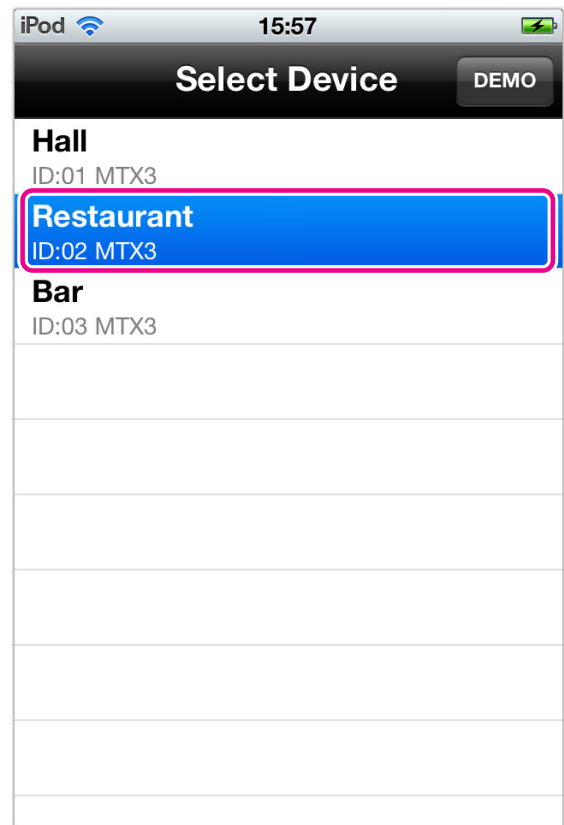 iPod 15:57
Select Device DEMO
Hall
ID:01 MTX3
Restaurant
ID:02 MTX3
Bar
ID:03 MTX3